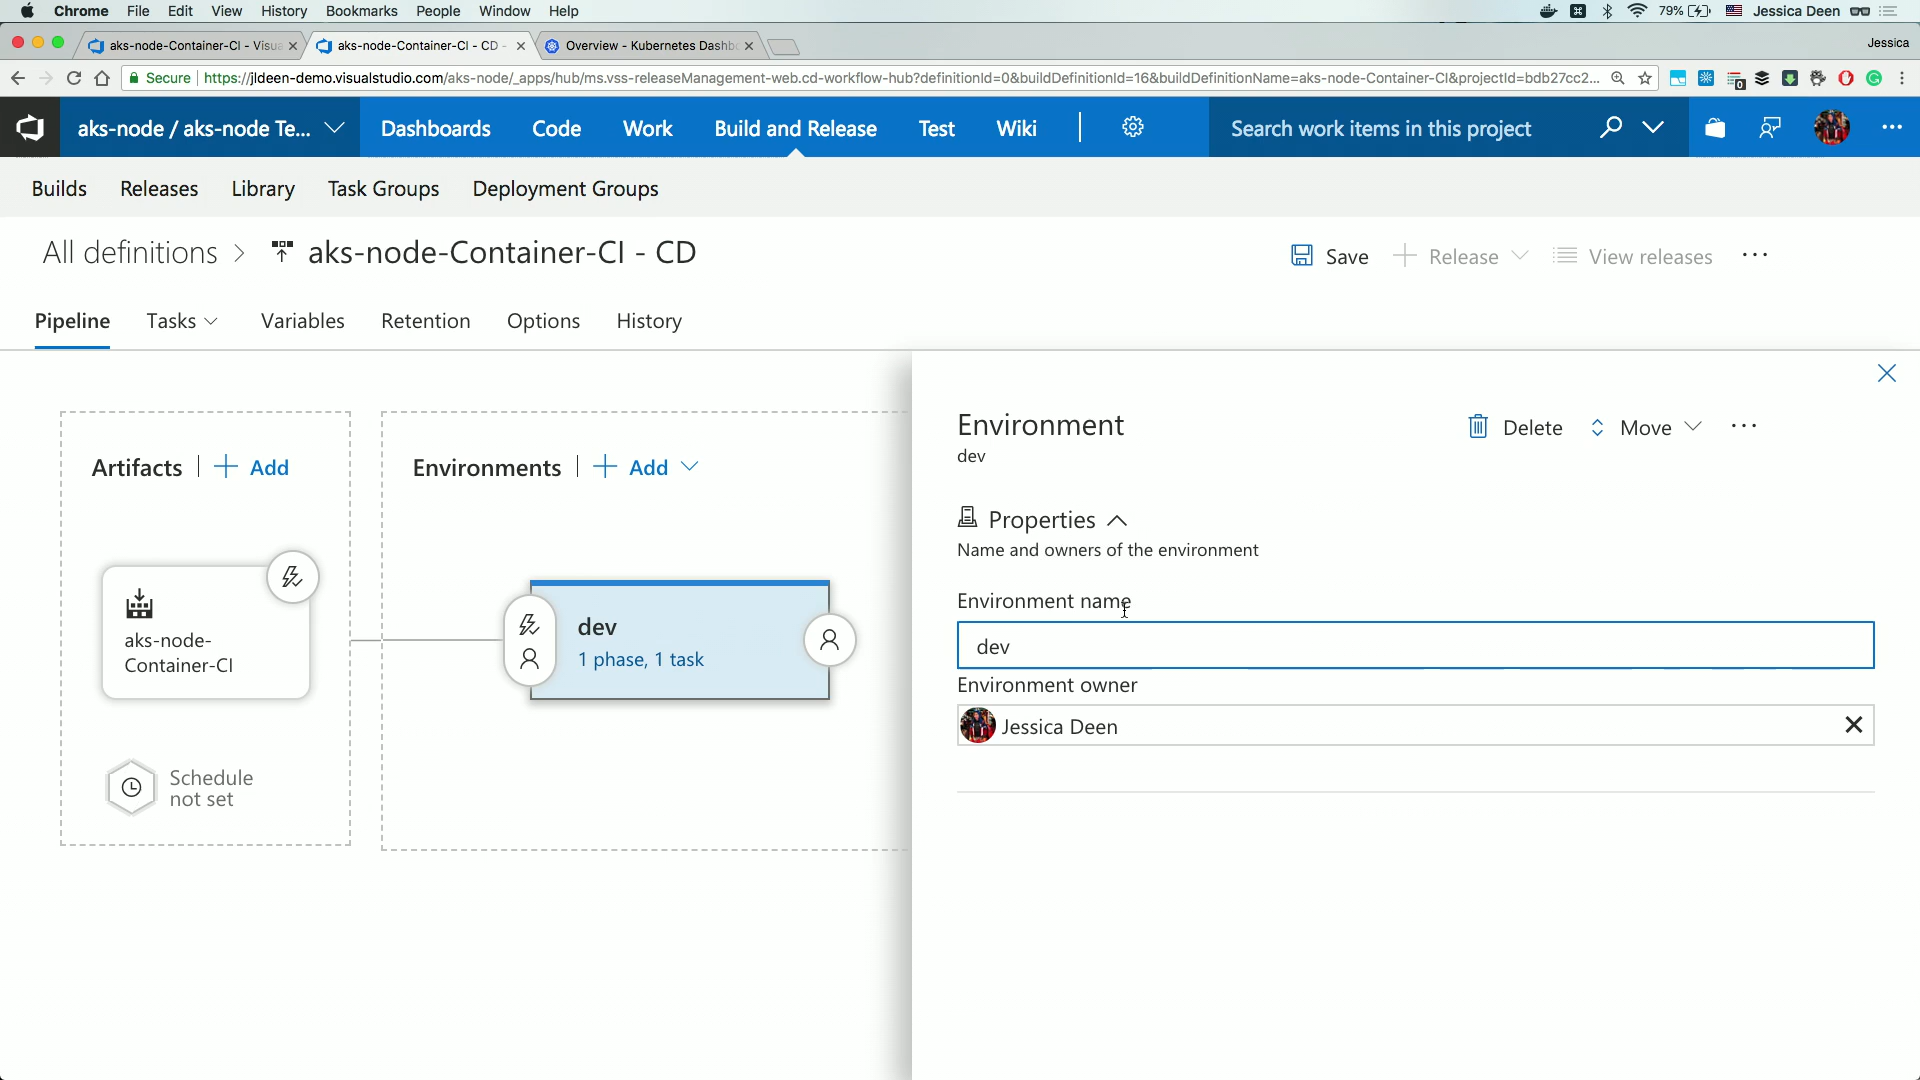 Chrome File Edit View History Bookmarks People Window Help 79% Jessica Deen
aks-node-Container-CI - Visua aks-node-Container-CI - CD - Overview - Kubernetes Dashb Jessica
Secure https://jldeen-demo.visualstudio.com/aks-node/_apps/hub/ms.vss-releaseManagement-web.cd-workflow-hub?definitionId=0&buildDefinitionId=16&buildDefinitionName=aks-node-Container-CI&projectId=bdb27cc2... 0
aks-node / aks-node Te... Dashboards Code Work Build and Release Test Wiki Search work items in this project ...
Builds Releases Library Task Groups Deployment Groups
All definitions > aks-node-Container-CI - CD Save + Release View releases ...
Pipeline Tasks Variables Retention Options History
Environment Delete Move ...
dev
Artifacts | + Add Environments | + Add
Properties
Name and owners of the environment
aks-node-
Container-CI
dev
1 phase, 1 task
Environment name
dev
Environment owner
Jessica Deen
Schedule
not set